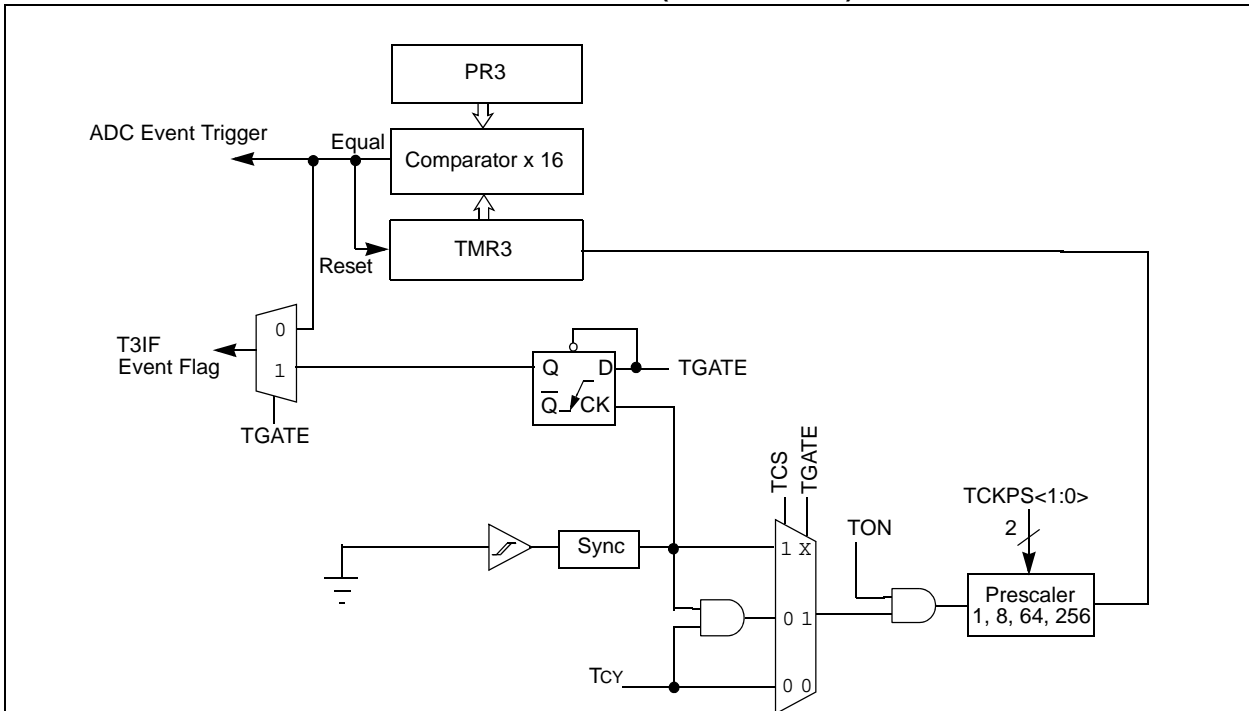 PR3
ADC Event Trigger
Equal
Comparator x 16
TMR3
Reset
0
1
T3IF
Event Flag
TGATE
Q D
Q CK
TGATE
TCS
TGATE
TCKPS<1:0>
2
TON
Sync
1 X
0 1
0 0
Prescaler
1, 8, 64, 256
TCY